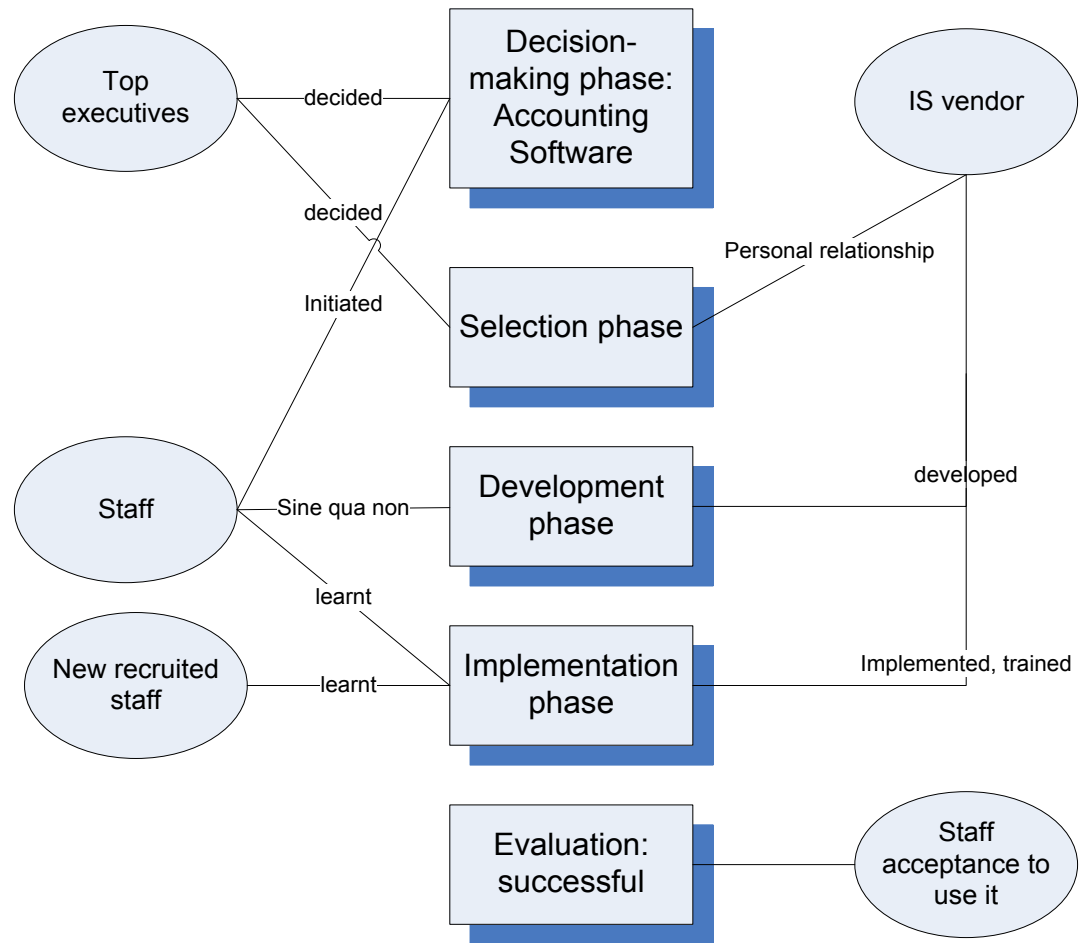 Top
executives
decided
Decision-
making phase:
Accounting
Software
IS vendor
decided
Personal relationship
Initiated
Selection phase
Staff
Sine qua non
Development
phase
developed
learnt
New recruited
staff
learnt
Implementation
phase
Implemented, trained
Evaluation:
successful
Staff
acceptance to
use it